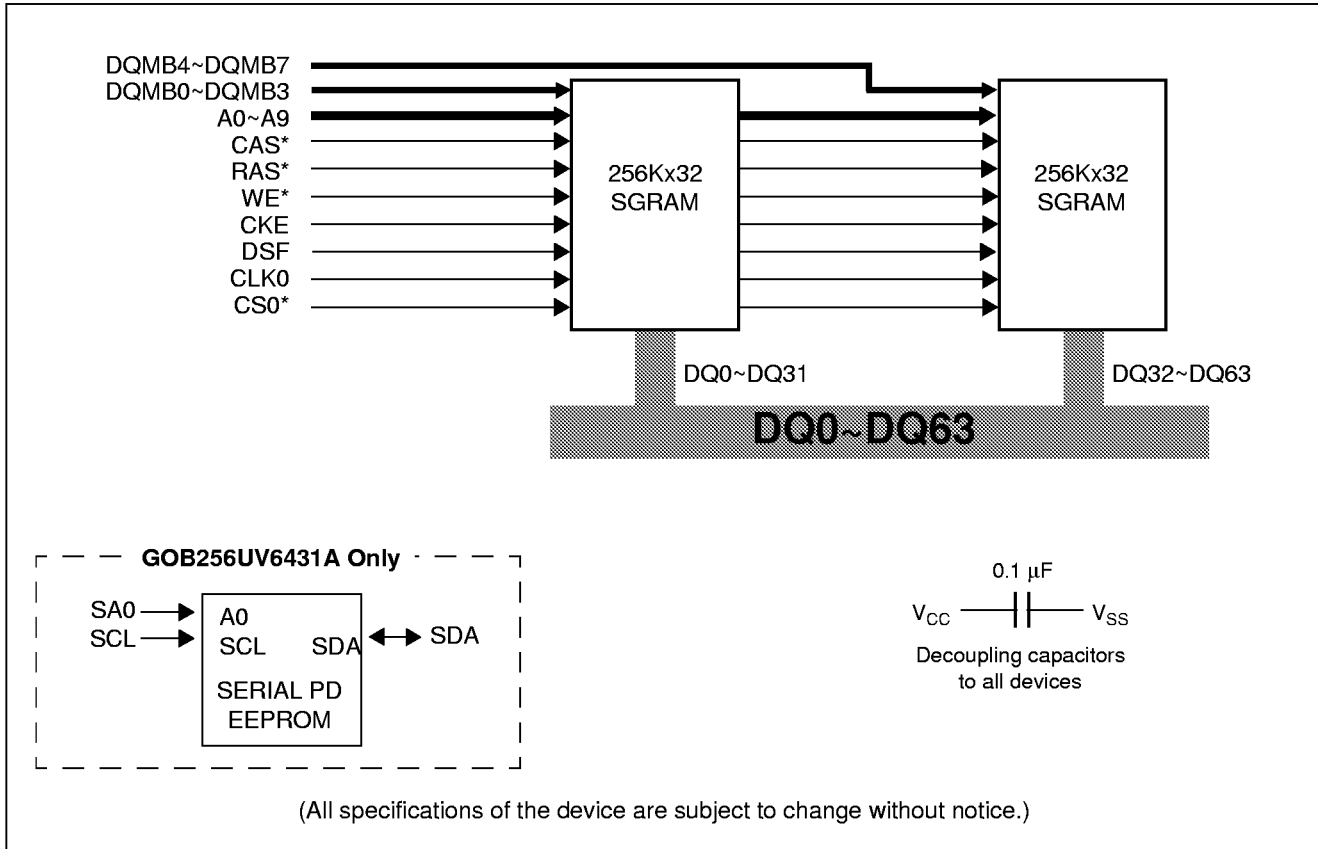 DQMB4~DQMB7
DQMB0~DQMB3
A0~A9
CAS*
RAS*
WE*
CKE
DSF
CLK0
CS0*
256Kx32
SGRAM
256Kx32
SGRAM
DQ0~DQ31
DQ32~DQ63
DQ0~DQ63
GOB256UV6431A Only
SA0
SCL
A0
SCL SDA
SERIAL PD
EEPROM
SDA
0.1 µF
VCC
VSS
Decoupling capacitors
to all devices
(All specifications of the device are subject to change without notice.)